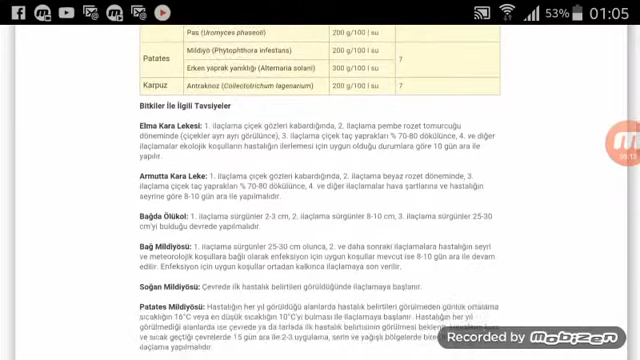 53% 01:05
Pas (Uromyces phaseoli) 200 g/100 l su
Patates Mildiyö (Phytophthora infestans) 200 g/100 l su 7
Erken yaprak yanıklığı (Alternaria solani) 300 g/100 l su
Karpuz Antraknoz (Colletotrichum lagenarium) 200 g/100 l su 7
Bitkiler İle İlgili Tavsiyeler
Elma Kara Lekesi: 1. ilaçlama çiçek gözleri kabardığında, 2. ilaçlama pembe rozet tomurcuğu
döneminde (çiçekler ayrı ayrı görülünce), 3. ilaçlama çiçek taç yaprakları % 70-80 dökülünce, 4. ve diğer
ilaçlamalar ekolojik koşulların hastalığın ilerlemesi için uygun olduğu durumlara göre 10 gün ara ile
yapılır.
Armutta Kara Leke: 1. ilaçlama çiçek gözleri kabardığında, 2. ilaçlama beyaz rozet döneminde, 3.
ilaçlama çiçek taç yaprakları % 70-80 dökülünce, 4. ve diğer ilaçlamalar hava şartlarına ve hastalığın
seyrine göre 8-10 gün ara ile yapılmalıdır.
Bağda Ölükol: 1. ilaçlama sürgünler 2-3 cm, 2. ilaçlama sürgünler 8-10 cm, 3. ilaçlama sürgünler 25-30
cm'yi bulduğu devrede yapılmalıdır.
Bağ Mildiyösü: 1. ilaçlama sürgünler 25-30 cm olunca, 2. ve daha sonraki ilaçlamalara hastalığın seyri
ve meteorolojik koşullara bağlı olarak enfeksiyon için uygun koşullar mevcut ise 8-10 gün ara ile devam
edilir. Enfeksiyon için uygun koşullar ortadan kalkınca ilaçlamaya son verilir.
Soğan Mildiyösü: Çevrede ilk hastalık belirtileri görüldüğünde ilaçlamaya başlanır.
Patates Mildiyösü: Hastalığın her yıl görüldüğü alanlarda hastalık belirtileri görülmeden günlük ortalama
sıcaklığın 16°C veya en düşük sıcaklığın 10°C'yi bulması ile ilaçlamaya başlanır. Hastalığın her yıl
görülmediği alanlarda ise çevrede ya da tarlada ilk hastalık belirtisinin görülmesi
ve sıcak geçtiği çevrelerde 15 gün ara ile 2-3 uygulama, serin ve yağışlı bölgelerde
ilaçlama yapılmalıdır.
Recorded by Mobizen